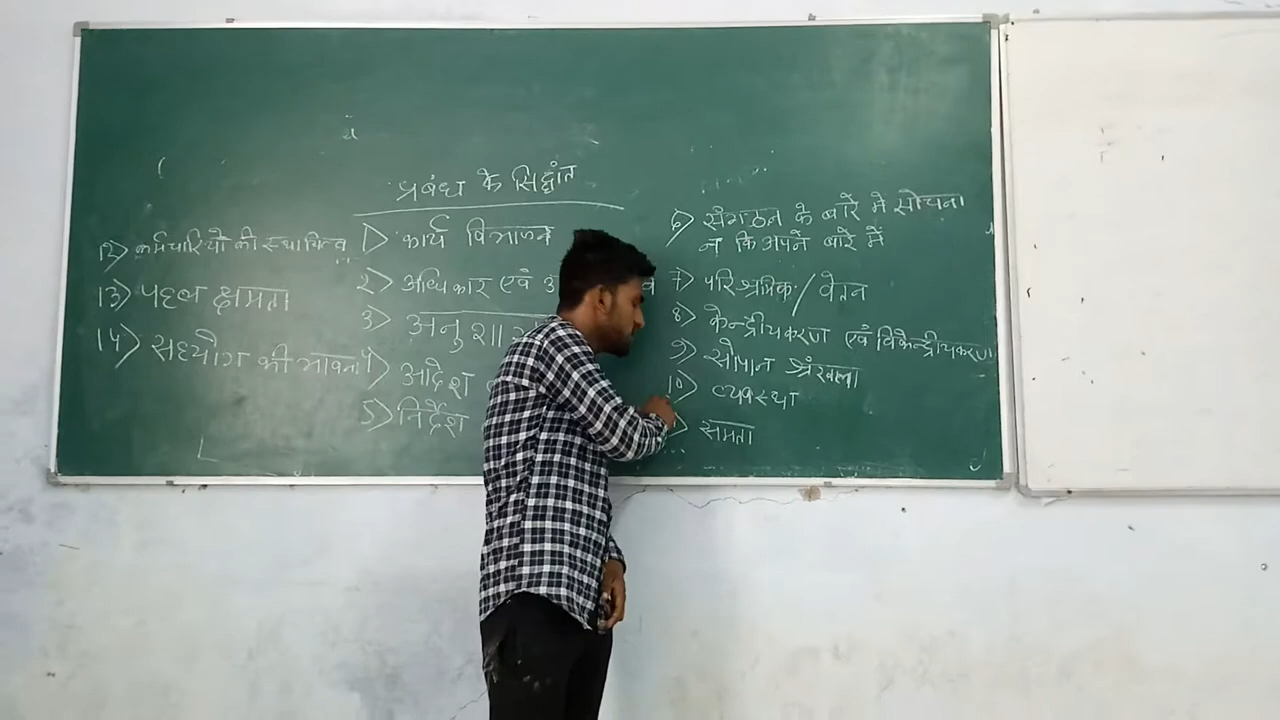 प्रबंध के सिद्धांत
1> कार्य विभाजन
2> अधिकार एवं
3> अनुशा
4> आदेश
5> निर्देश
6> संगठन के बारे में सोचना
न कि अपने बारे में
7> परिश्रमिक / वेतन
8> केन्द्रीयकरण एवं विकेन्द्रीयकरण
9> सोपान श्रंखला
10> व्यवस्था
> समता
12> कर्मचारियों की स्थायित्व
13> पहल क्षमता
14> सहयोग की भावना